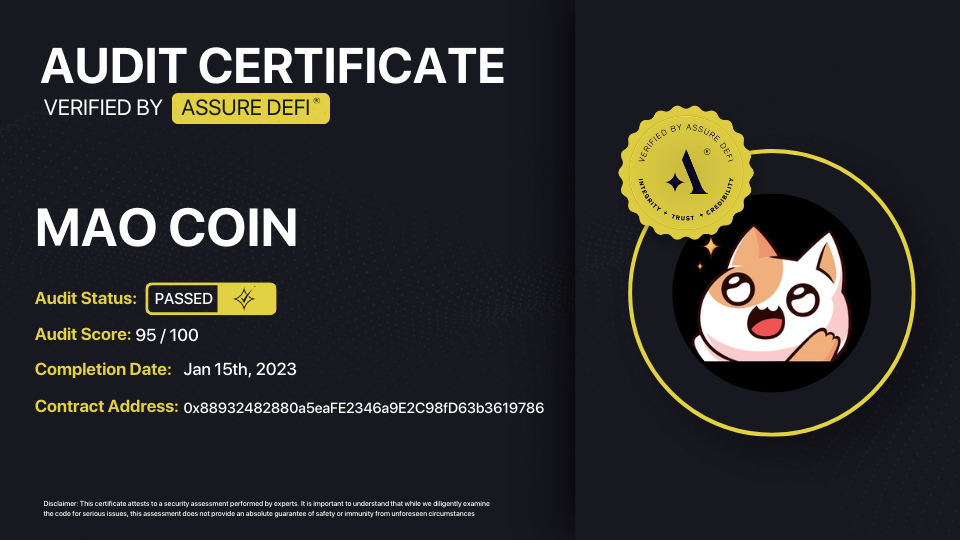 AUDIT CERTIFICATE
VERIFIED BY ASSURE DEFI ®
MAO COIN
Audit Status: PASSED
Audit Score: 95 / 100
Completion Date: Jan 15th, 2023
Contract Address: 0x88932482880a5eaFE2346a9E2C98fD63b3619786
Disclaimer: This certificate attests to a security assessment performed by experts. It is important to understand that while we diligently examine
the code for serious issues, this assessment does not provide an absolute guarantee of safety or immunity from unforeseen circumstances
VERIFIED BY ASSURE DEFI
®
INTEGRITY ✦ TRUST ✦ CREDIBILITY